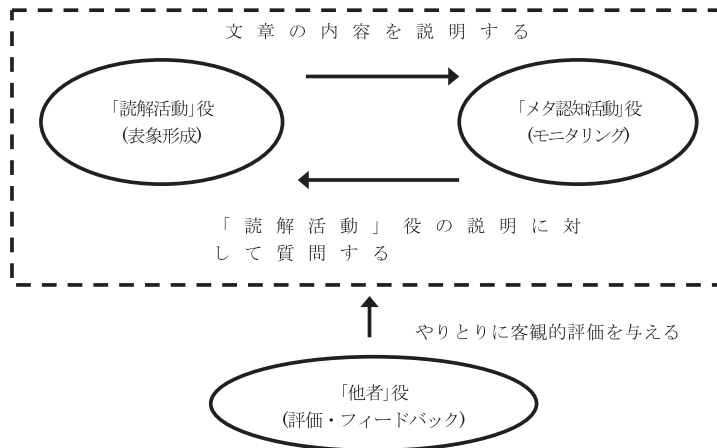 文章の内容を説明する
「読解活動」役
(表象形成)
「メタ認知活動」役
(モニタリング)
「読解活動」役の説明に対
して質問する
やりとりに客観的評価を与える
「他者」役
(評価・フィードバック)